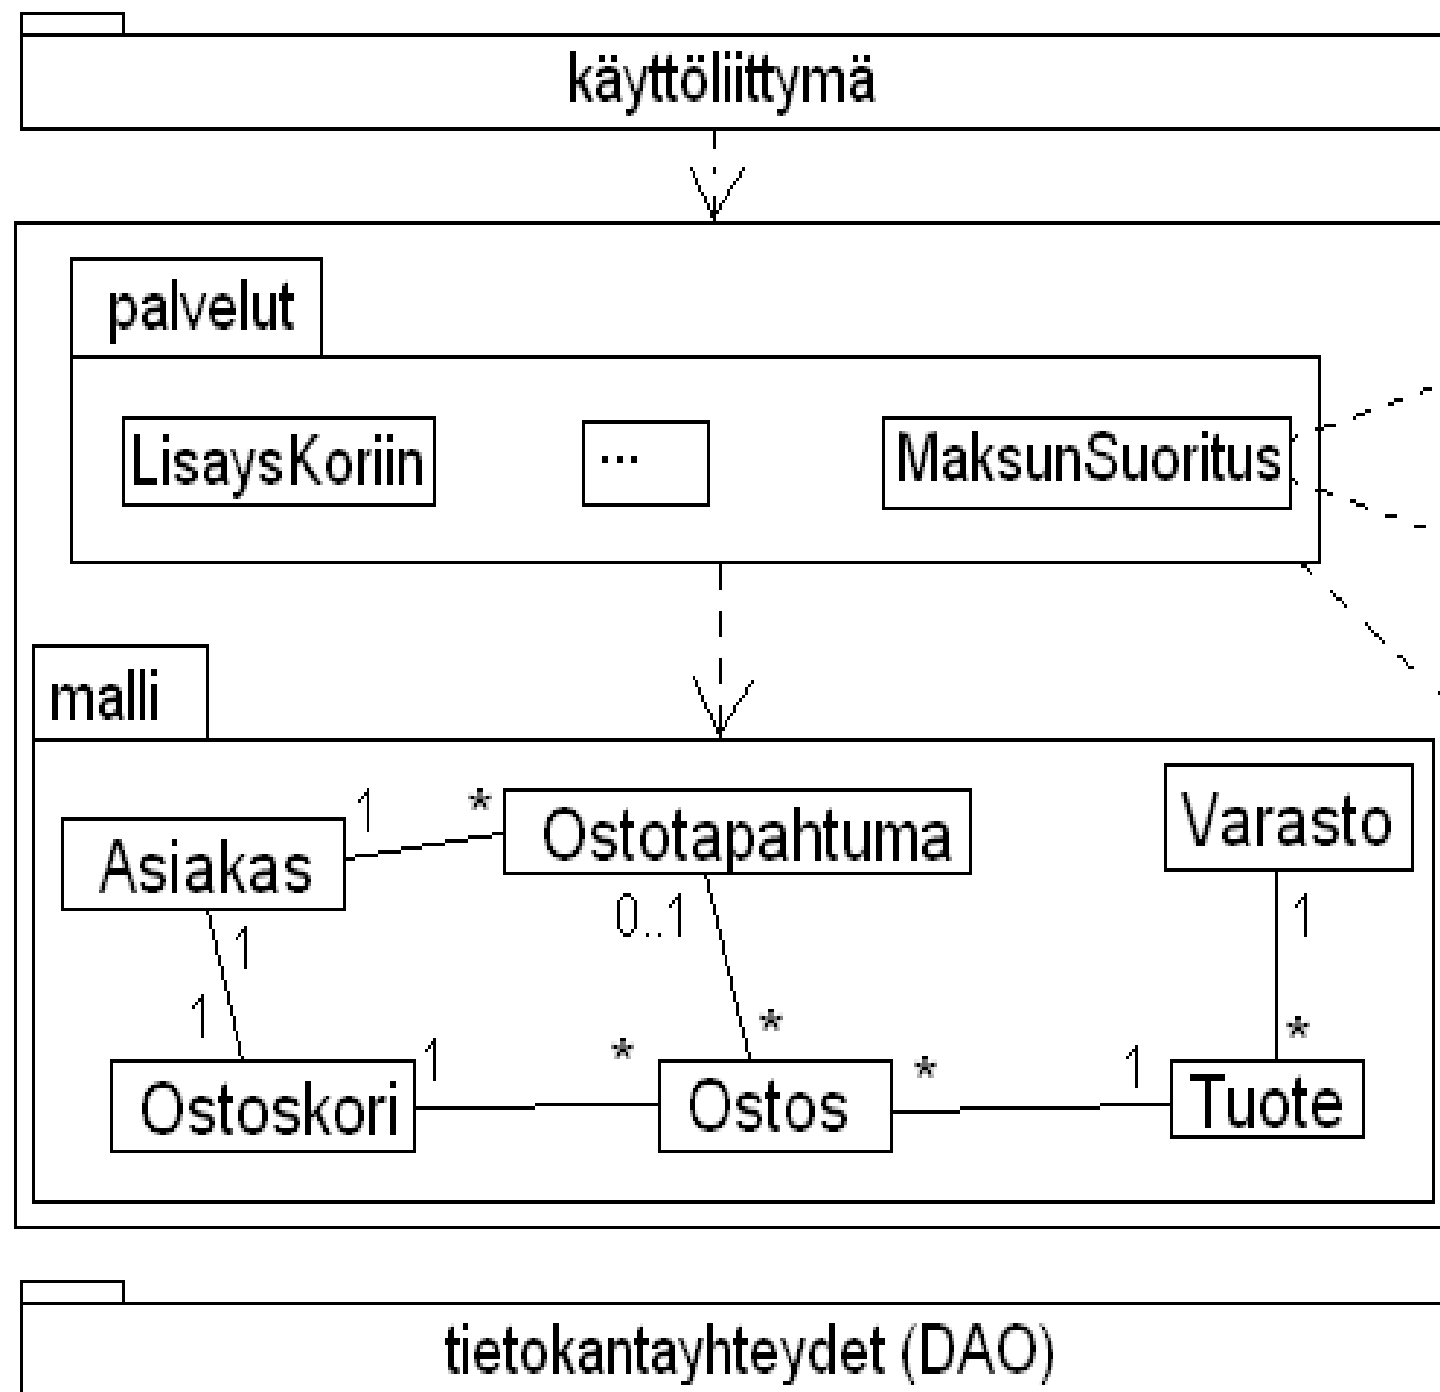 käyttöliittymä
palvelut
LisaysKoriin
...
MaksunSuoritus
malli
Asiakas
1
*
Ostotapahtuma
Varasto
1
0..1
1
1
*
*
Ostoskori
1
*
Ostos
*
1
Tuote
tietokantayhteydet (DAO)